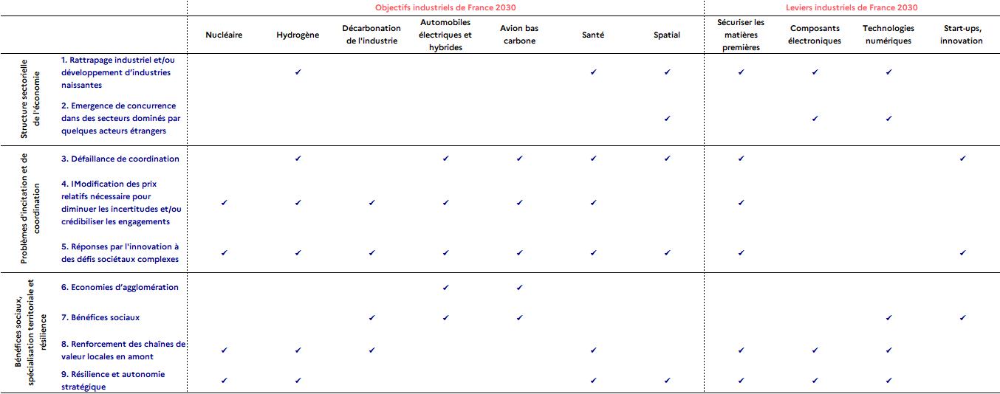 Objectifs industriels de France 2030
Leviers industriels de France 2030
Nucléaire
Hydrogène
Décarbonation
de l'industrie
Automobiles
électriques et
hybrides
Avion bas
carbone
Santé
Spatial
Sécuriser les
matières
premières
Composants
électroniques
Technologies
numériques
Start-ups,
innovation
Structure sectorielle
de l'économie
1. Rattrapage industriel et/ou
développement d'industries
naissantes
✓ ✓ ✓ ✓ ✓ ✓
2. Emergence de concurrence
dans des secteurs dominés par
quelques acteurs étrangers
✓ ✓ ✓
Problèmes d'incitation et de
coordination
3. Défaillance de coordination
✓ ✓ ✓ ✓ ✓ ✓ ✓
4. IModification des prix
relatifs nécessaire pour
diminuer les incertitudes et/ou
crédibiliser les engagements
✓ ✓ ✓ ✓ ✓ ✓ ✓
5. Réponses par l'innovation à
des défis sociétaux complexes
✓ ✓ ✓ ✓ ✓ ✓ ✓ ✓ ✓
Bénéfices sociaux,
spécialisation territoriale et
résilience
6. Economies d'agglomération
✓ ✓
7. Bénéfices sociaux
✓ ✓ ✓ ✓ ✓
8. Renforcement des chaînes de
valeur locales en amont
✓ ✓ ✓ ✓ ✓ ✓ ✓
9. Résilience et autonomie
stratégique
✓ ✓ ✓ ✓ ✓ ✓ ✓